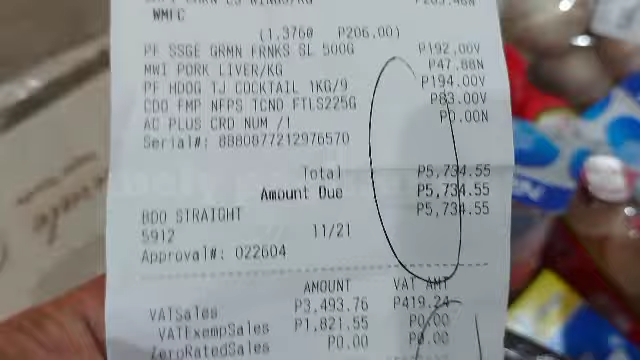 WMFC
(1.3760 P206.00)
PF SSGE GRMN FRNKS SL 500G P192.00V
MWI PORK LIVER/KG P47.88N
PF HDOG TJ COCKTAIL 1KG/9 P194.00V
CDO FMP NFPS TCNO FTLS225G P83.00V
AC PLUS CRD NUM /1 P0.00N
Serial#: 8880877212976570
Total P5,734.55
Amount Due P5,734.55
BDO STRAIGHT P5,734.55
5912 11/21
Approval#: 022604
AMOUNT VAT AMT
VATSales P3,493.76 P419.24
VATExempSales P1,821.55 P0.00
ZeroRatedSales P0.00 P0.00